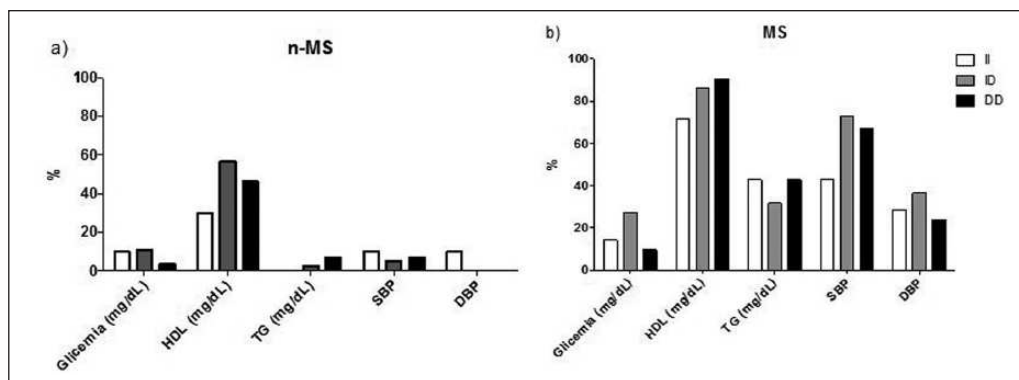 a)
n-MS
%
100
80
60
40
20
0
Glicemia (mg/dL)
HDL (mg/dL)
TG (mg/dL)
SBP
DBP
b)
MS
II
ID
DD
%
100
80
60
40
20
0
Glicemia (mg/dL)
HDL (mg/dL)
TG (mg/dL)
SBP
DBP